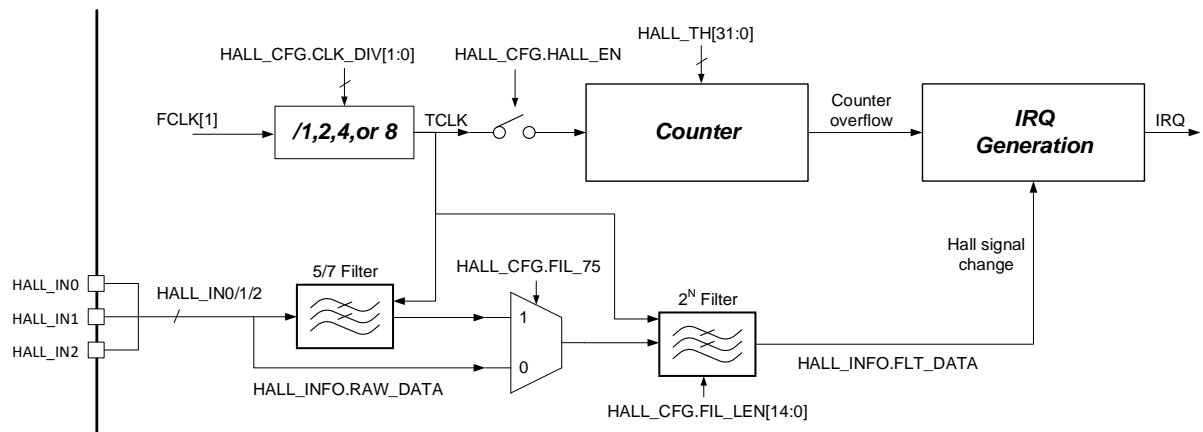 HALL_TH[31:0]
HALL_CFG.CLK_DIV[1:0]
HALL_CFG.HALL_EN
FCLK[1]
/1,2,4,or 8
TCLK
Counter
Counter
overflow
IRQ
Generation
IRQ
Hall signal
change
5/7 Filter
HALL_CFG.FIL_75
2^N Filter
HALL_IN0
HALL_IN1
HALL_IN2
HALL_IN0/1/2
1
0
HALL_INFO.RAW_DATA
HALL_INFO.FLT_DATA
HALL_CFG.FIL_LEN[14:0]